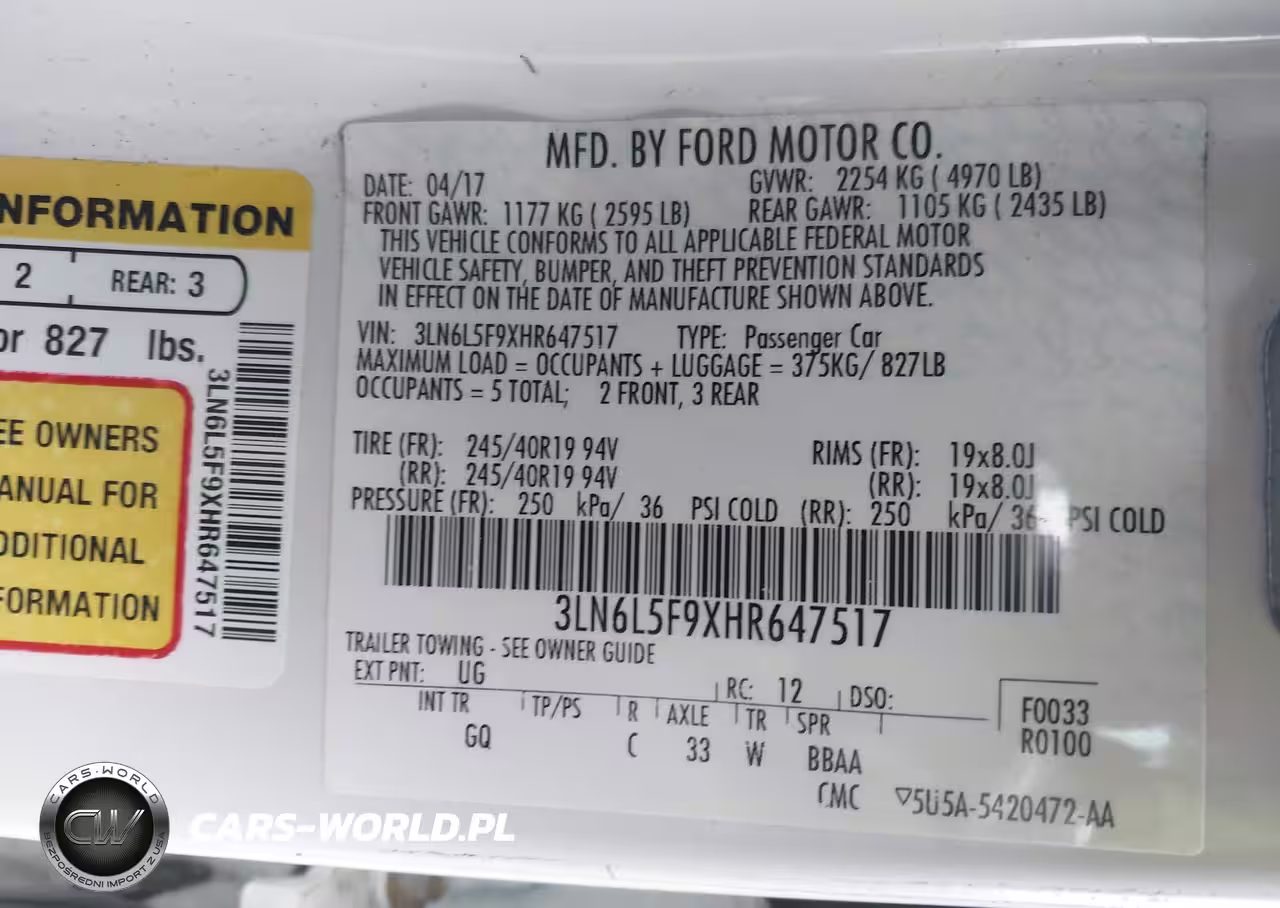 NFORMATION
2 REAR: 3
or 827 lbs.
EE OWNERS
ANUAL FOR
DDITIONAL
FORMATION
3LN6L5F9XHR647517
MFD. BY FORD MOTOR CO.
DATE: 04/17 GVWR: 2254 KG ( 4970 LB)
FRONT GAWR: 1177 KG ( 2595 LB) REAR GAWR: 1105 KG ( 2435 LB)
THIS VEHICLE CONFORMS TO ALL APPLICABLE FEDERAL MOTOR
VEHICLE SAFETY, BUMPER, AND THEFT PREVENTION STANDARDS
IN EFFECT ON THE DATE OF MANUFACTURE SHOWN ABOVE.
VIN: 3LN6L5F9XHR647517 TYPE: Passenger Car
MAXIMUM LOAD = OCCUPANTS + LUGGAGE = 375KG/ 827LB
OCCUPANTS = 5 TOTAL; 2 FRONT, 3 REAR
TIRE (FR): 245/40R19 94V RIMS (FR): 19x8.0J
(RR): 245/40R19 94V (RR): 19x8.0J
PRESSURE (FR): 250 kPa/ 36 PSI COLD (RR): 250 kPa/ 36 PSI COLD
3LN6L5F9XHR647517
TRAILER TOWING - SEE OWNER GUIDE
EXT PNT: UG RC: 12 DSO:
INT TR TP/PS R AXLE TR SPR
GQ C 33 W BBAA
CMC
F0033
R0100
▽5U5A-5420472-AA
CARS-WORLD
CW
BEZPOŚREDNI IMPORT Z USA
CARS-WORLD.PL